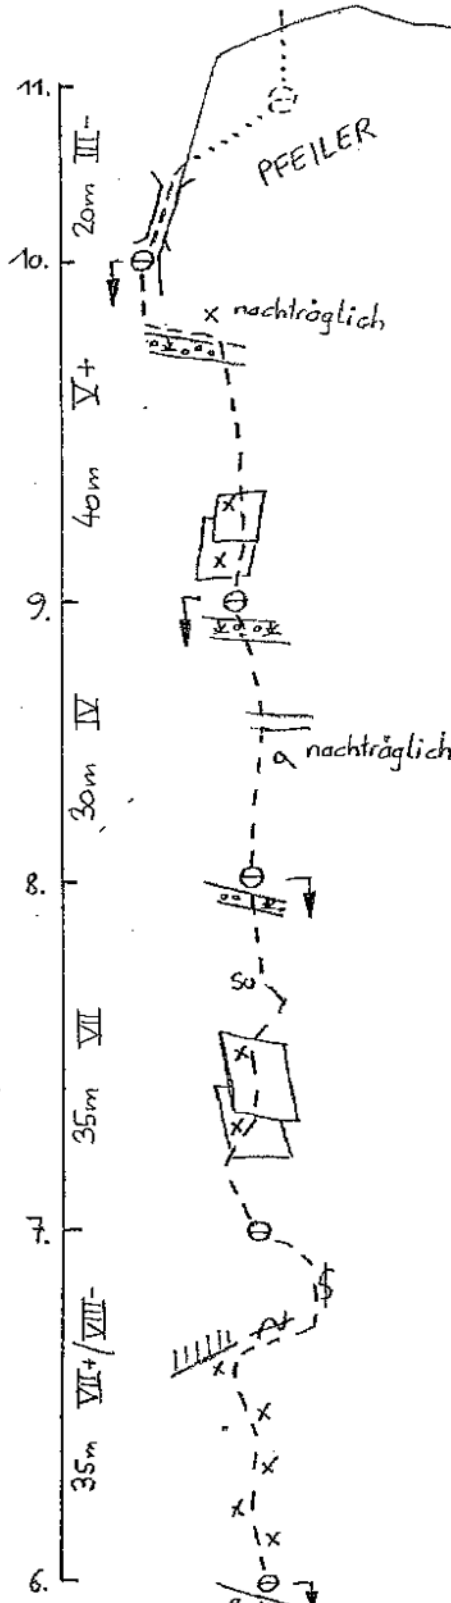 11.
III-
20m
PFEILER
10.
x nachträglich
V+
40m
x
x
9.
IV
nachträglich
30m
8.
so
VII
x
35m
x
7.
VII+/VIII-
x
x
35m
x
x
x
6.